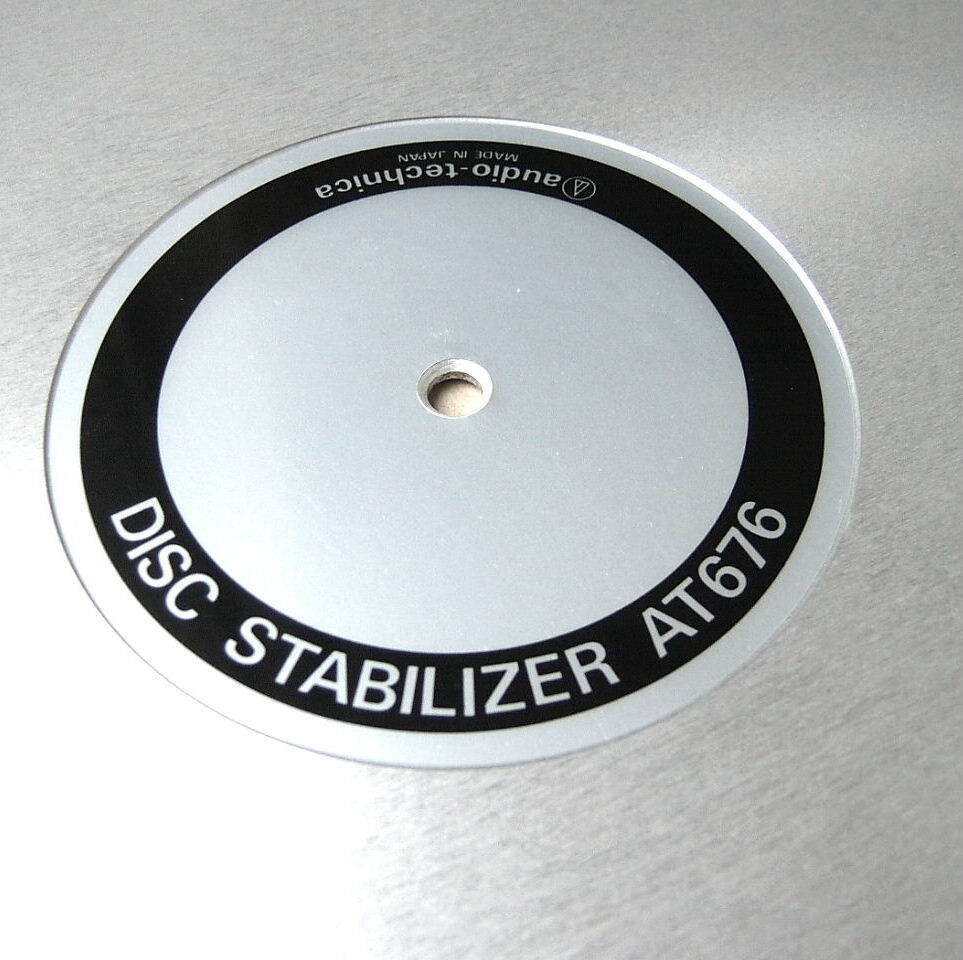 audio-technica
MADE IN JAPAN
DISC STABILIZER AT676